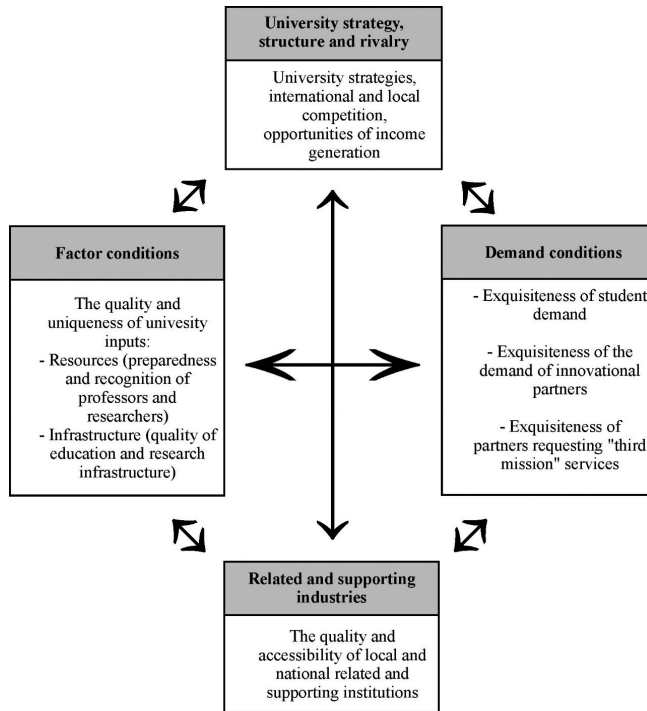 University strategy,
structure and rivalry
University strategies,
international and local
competition,
opportunities of income
generation
Factor conditions
The quality and
uniqueness of univesity
inputs:
- Resources (preparedness
and recognition of
professors and
researchers)
- Infrastructure (quality of
education and research
infrastructure)
Demand conditions
- Exquisiteness of student
demand
- Exquisiteness of the
demand of innovational
partners
- Exquisiteness of
partners requesting "third
mission" services
Related and supporting
industries
The quality and
accessibility of local and
national related and
supporting institutions